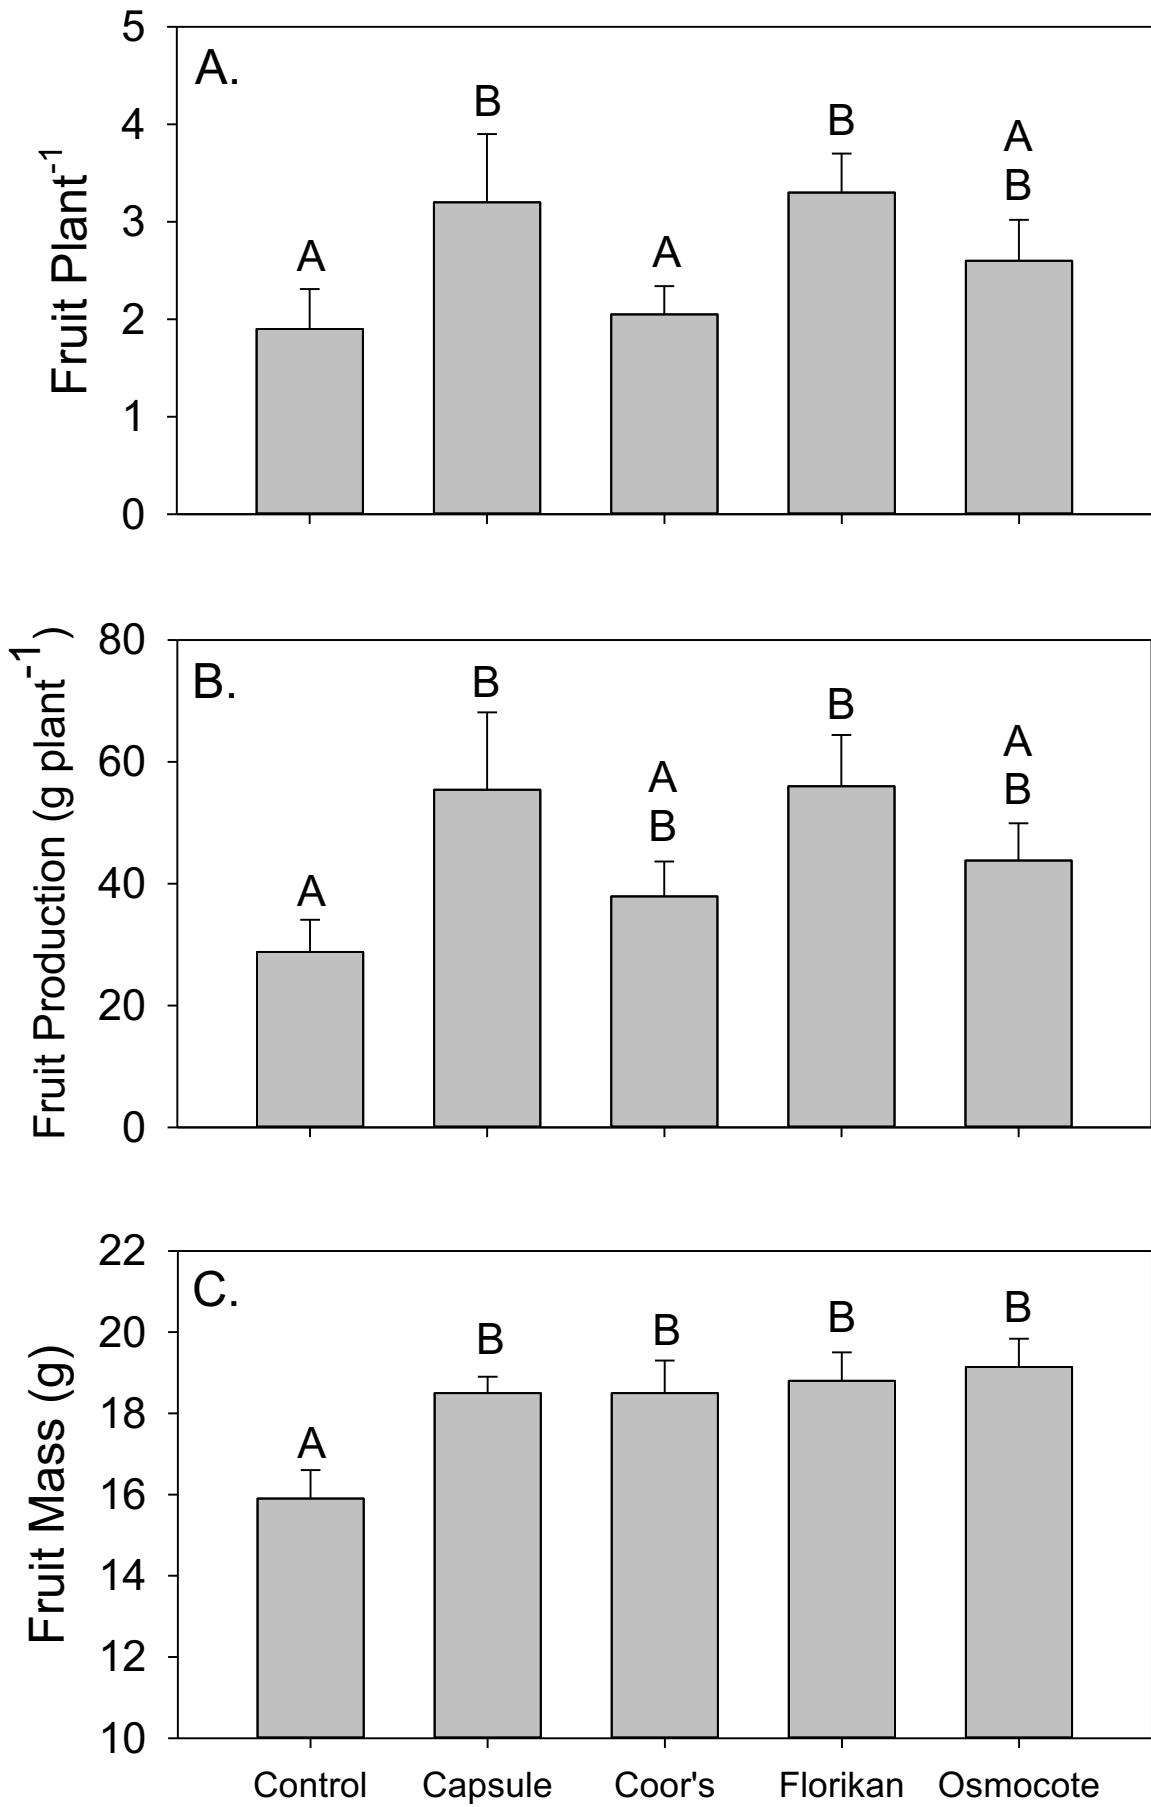 A.
Fruit Plant⁻¹
5
4
3
2
1
0
A
B
A
B
A
B
B.
Fruit Production (g plant⁻¹)
80
60
40
20
0
A
B
A
B
B
A
B
C.
Fruit Mass (g)
22
20
18
16
14
12
10
A
B
B
B
B
Control Capsule Coor's Florikan Osmocote